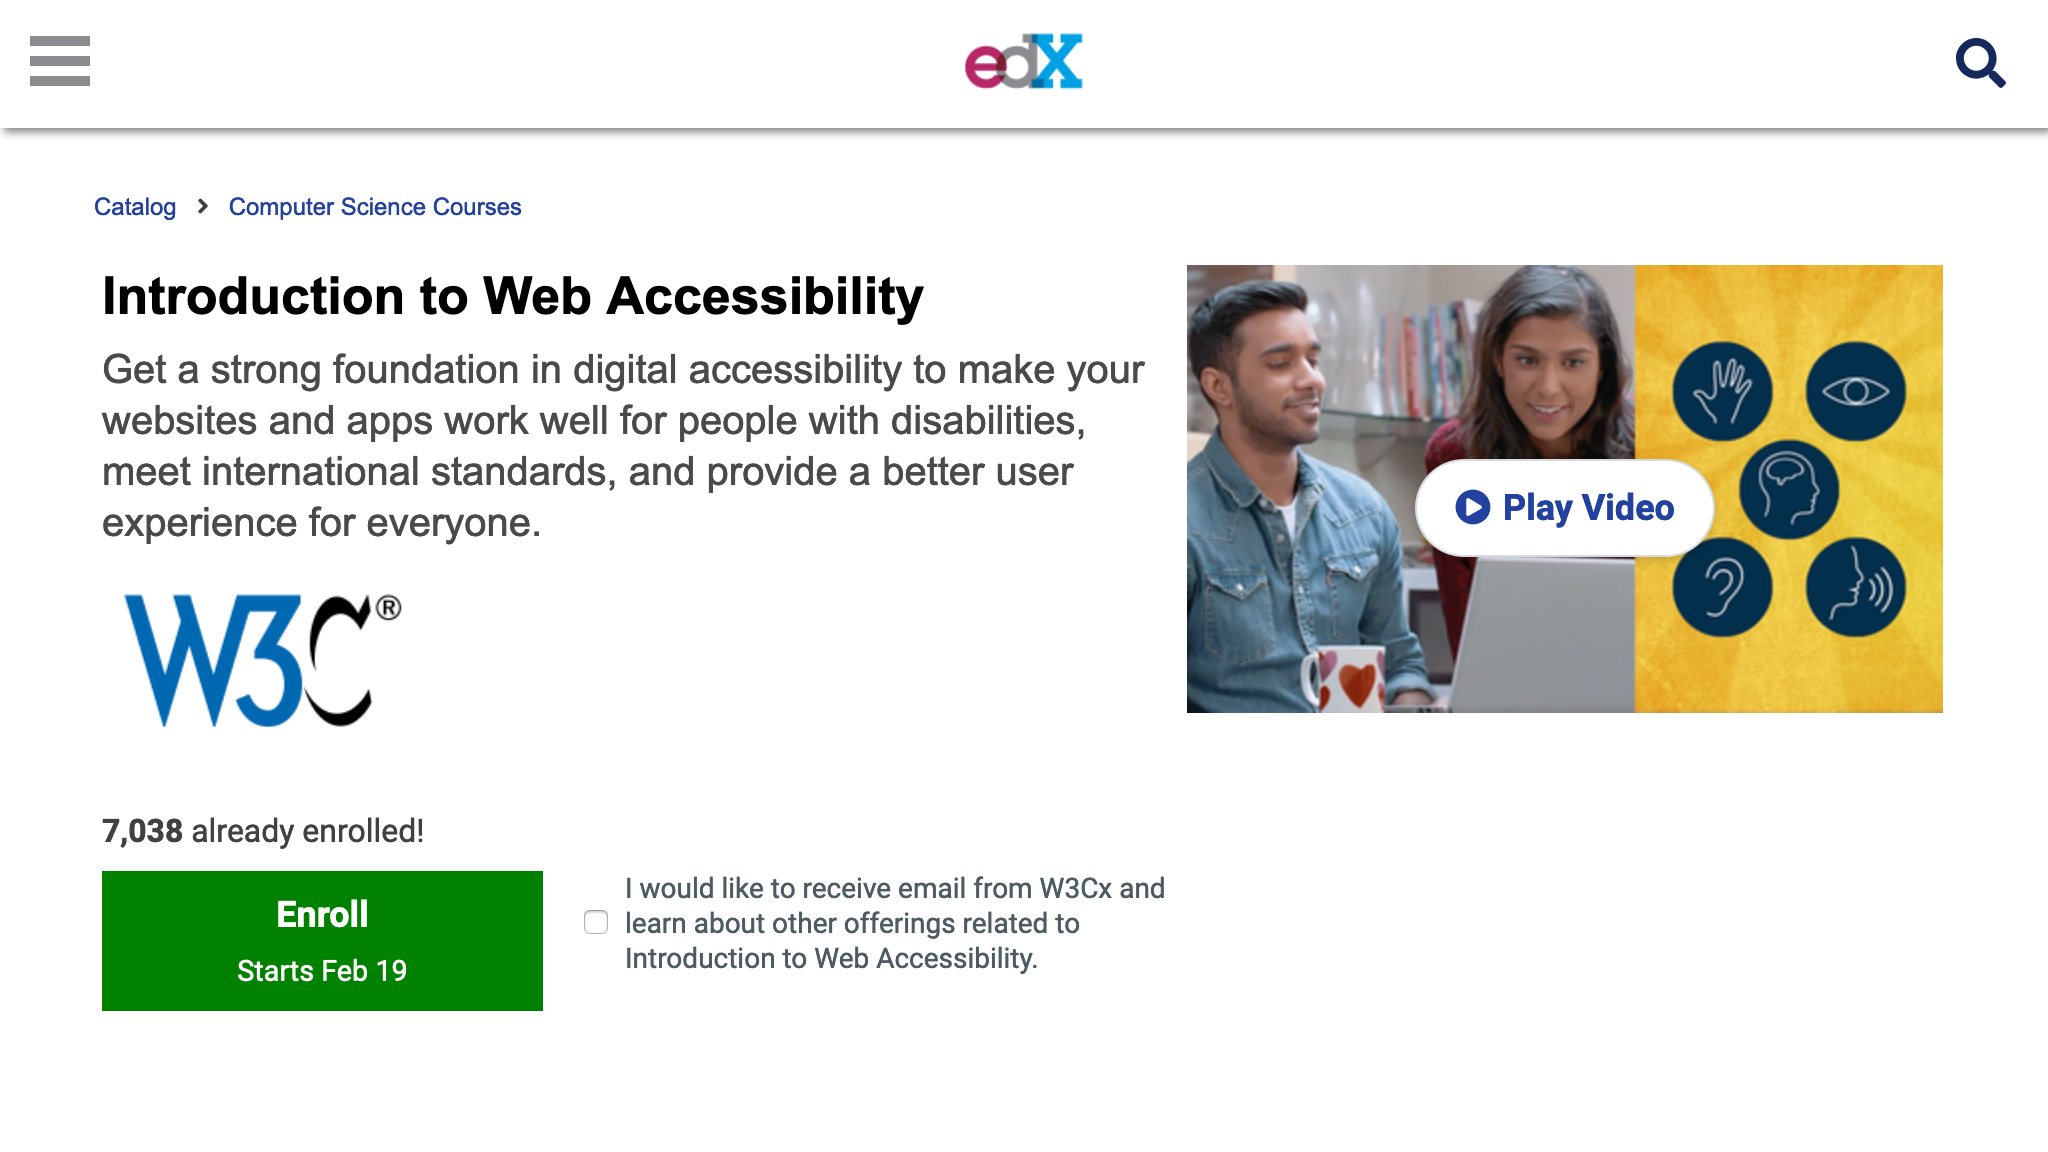 edX
Catalog > Computer Science Courses
Introduction to Web Accessibility
Get a strong foundation in digital accessibility to make your
websites and apps work well for people with disabilities,
meet international standards, and provide a better user
experience for everyone.
Play Video
W3C®
7,038 already enrolled!
Enroll
Starts Feb 19
I would like to receive email from W3Cx and
learn about other offerings related to
Introduction to Web Accessibility.